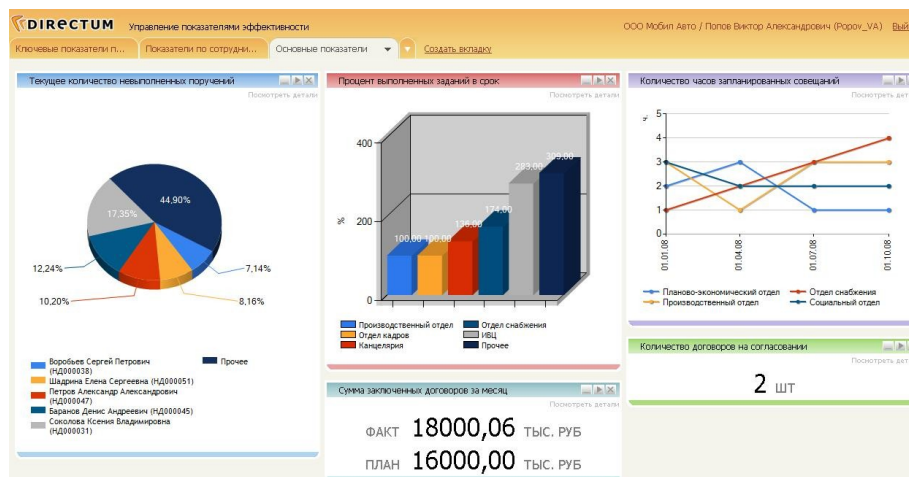 DIRECTUM Управление показателями эффективности
ООО Мобил Авто / Попов Виктор Александрович (Popov_VA) Вый
Ключевые показатели п... Показатели по сотрудни... Основные показатели Создать вкладку
Текущее количество невыполненных поручений
Посмотреть детали
44,90%
17,35%
12,24%
7,14%
10,20%
8,16%
Воробьев Сергей Петрович (НД000038)
Прочее
Шадрина Елена Сергеевна (НД000051)
Петров Александр Александрович (НД000047)
Баранов Денис Андреевич (НД000045)
Соколова Ксения Владимировна (НД000031)
Процент выполненных заданий в срок
Посмотреть детали
400
200
0
%
100,00 100,00 136,00 174,00 283,00 309,00
Производственный отдел Отдел снабжения
Отдел кадров ИВЦ
Канцелярия Прочее
Сумма заключенных договоров за месяц
Посмотреть детали
ФАКТ 18000,06 ТЫС. РУБ
ПЛАН 16000,00 ТЫС. РУБ
Количество часов запланированных совещаний
Посмотреть дет
5
4
3
2
1
0
01.01.08 01.04.08 01.07.08 01.10.08
Планово-экономический отдел Отдел снабжения
Производственный отдел Социальный отдел
Количество договоров на согласовании
Посмотреть дет
2 шт